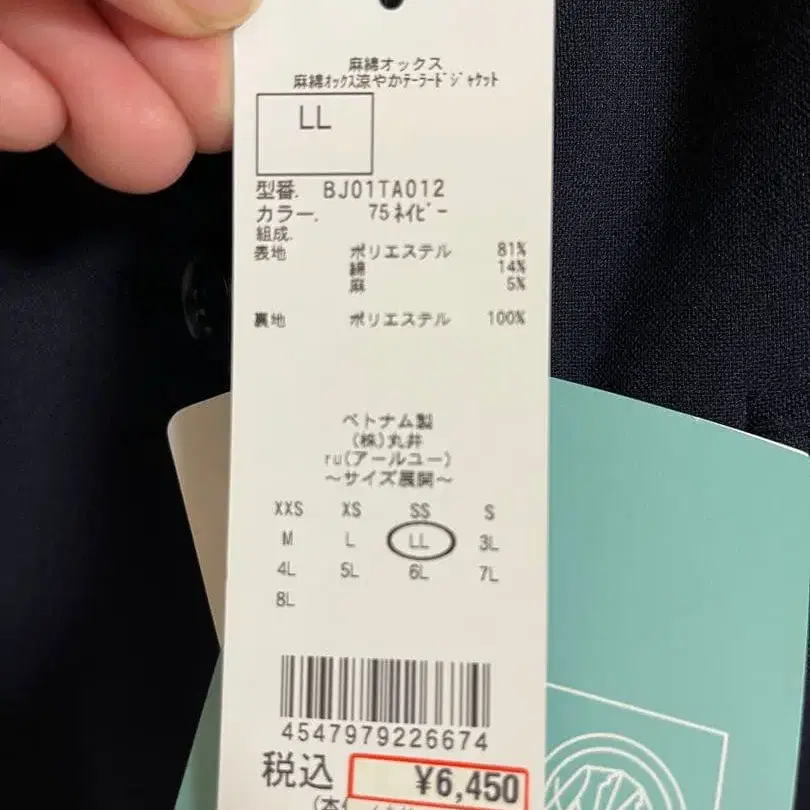 麻綿オックス
麻綿ｵｯｸｽ涼やかﾃｰﾗｰﾄﾞｼﾞｬｹｯﾄ
LL
型番. BJ01TA012
カラー. 75ﾈｲﾋﾞｰ
組成.
表地 ポリエステル 81%
綿 14%
麻 5%
裏地 ポリエステル 100%
ベトナム製
(株)丸井
ru(アールユー)
～サイズ展開～
XXS XS SS S
M L LL 3L
4L 5L 6L 7L
8L
4547979226674
税込 ¥6,450